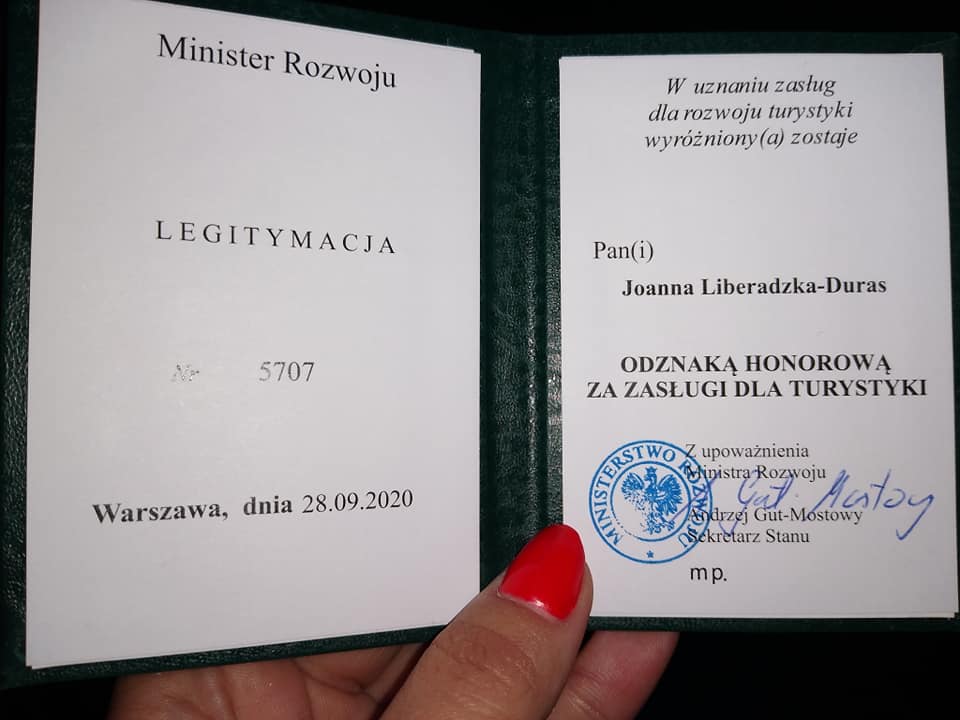 Minister Rozwoju
LEGITYMACJA
Nr 5707
Warszawa, dnia 28.09.2020
W uznaniu zasług
dla rozwoju turystyki
wyróżniony(a) zostaje
Pan(i)
Joanna Liberadzka-Duras
ODZNAKĄ HONOROWĄ
ZA ZASŁUGI DLA TURYSTYKI
Z upoważnienia
Ministra Rozwoju
Gut-Mostowy
Andrzej Gut-Mostowy
Sekretarz Stanu
MINISTERSTWO ROZWOJU
mp.